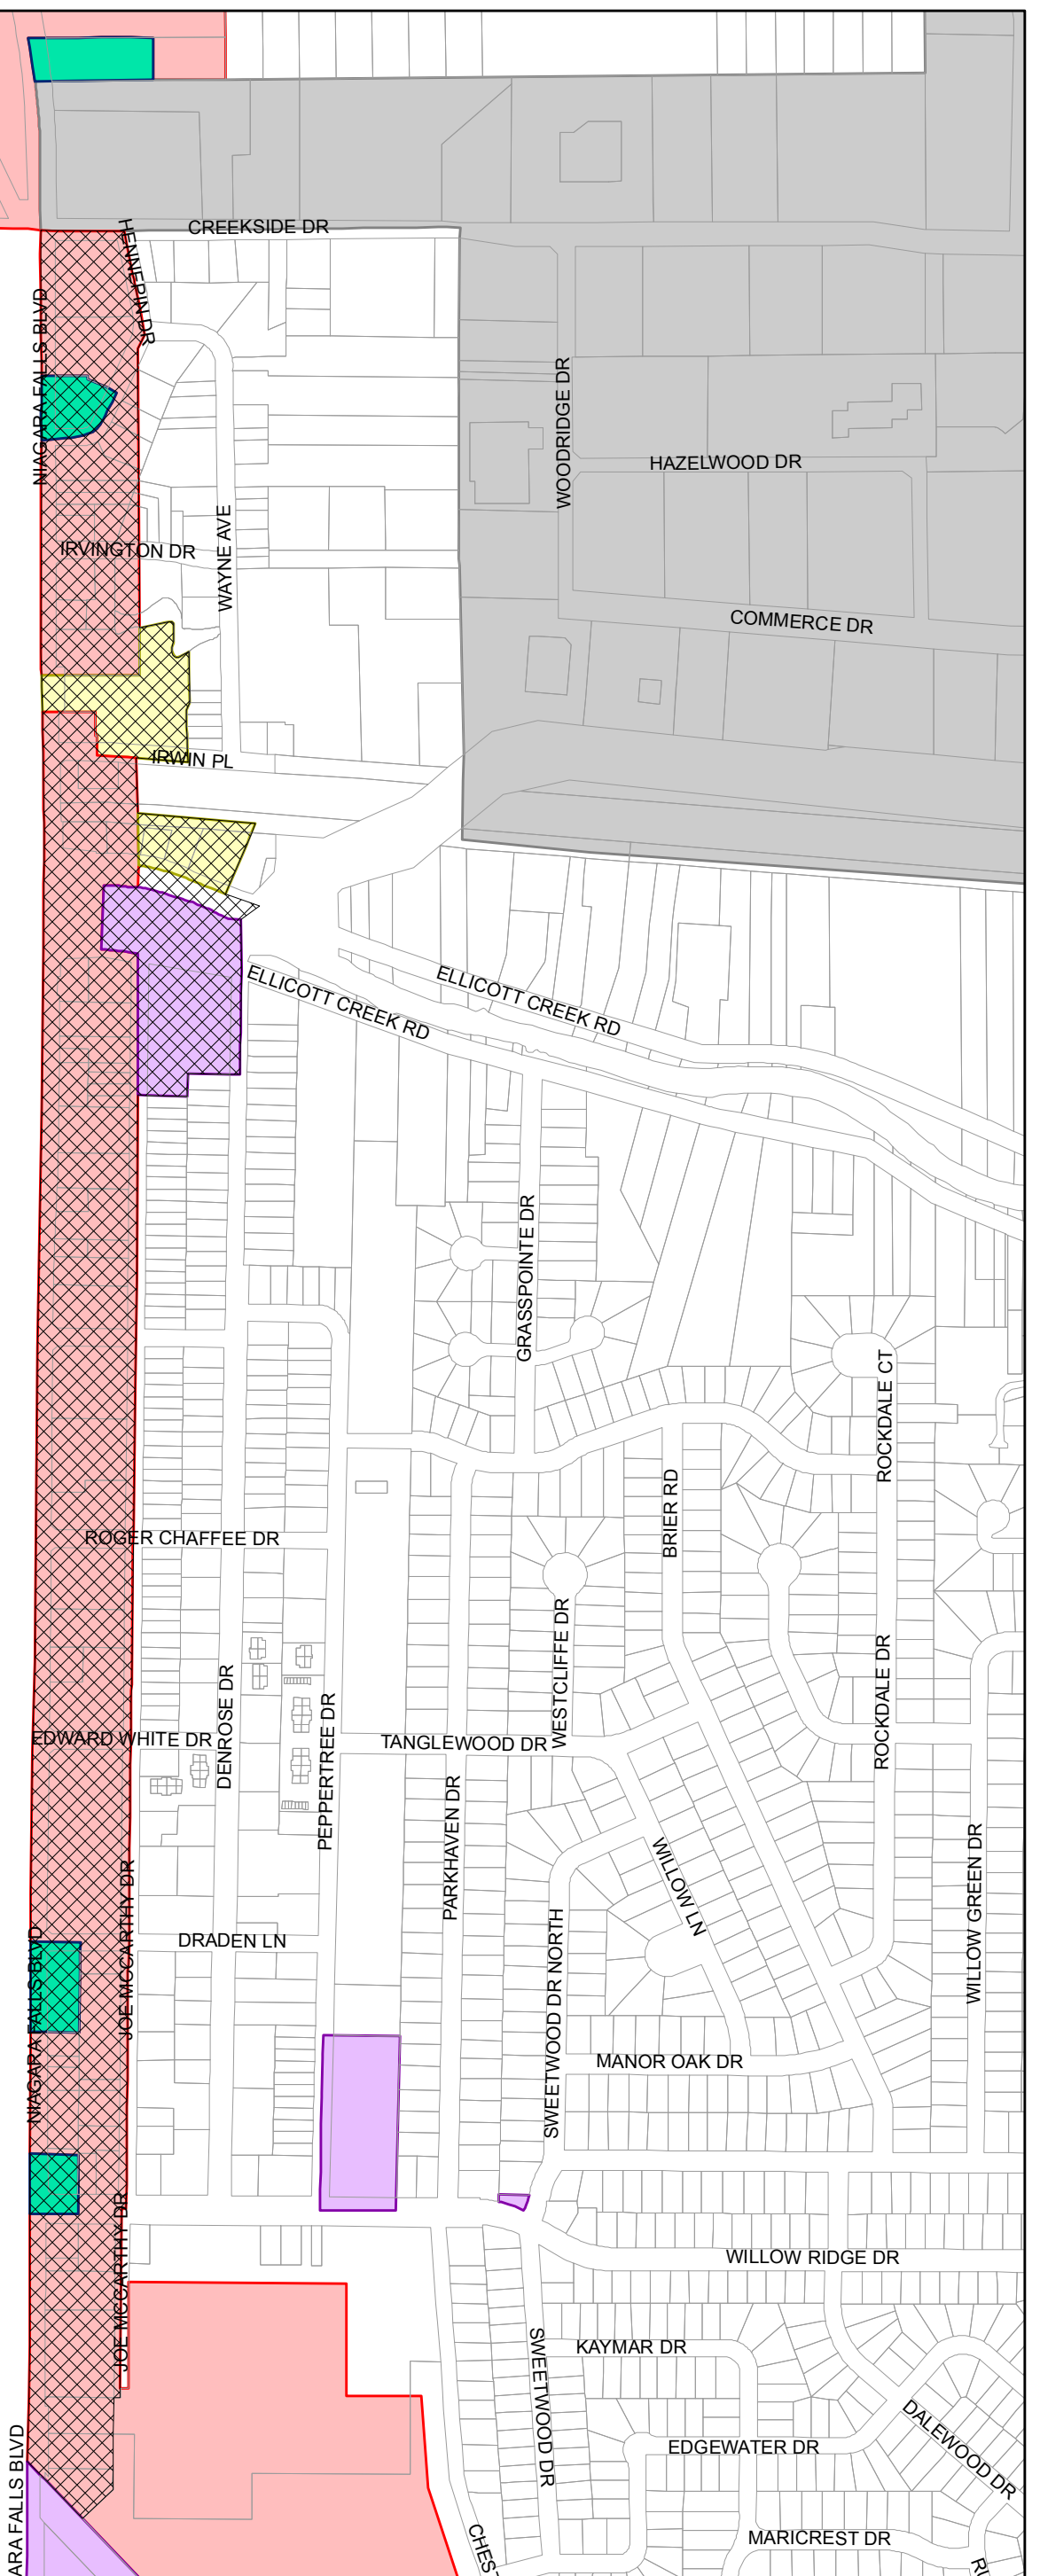 CREEKSIDE DR
HENNEPIN DR
NIAGARA FALLS BLVD
WOODRIDGE DR
HAZELWOOD DR
WAYNE AVE
IRVINGTON DR
COMMERCE DR
IRWIN PL
ELLICOTT CREEK RD
ELLICOTT CREEK RD
GRASSPOINTE DR
ROCKDALE CT
BRIER RD
ROGER CHAFFEE DR
WESTCLIFFE DR
ROCKDALE DR
DENROSE DR
PEPPERTREE DR
EDWARD WHITE DR
TANGLEWOOD DR
PARKHAVEN DR
WILLOW LN
WILLOW GREEN DR
JOE MCCARTHY DR
NIAGARA FALLS BLVD
DRADEN LN
SWEETWOOD DR NORTH
MANOR OAK DR
JOE MCCARTHY DR
WILLOW RIDGE DR
SWEETWOOD DR
KAYMAR DR
DALEWOOD DR
EDGEWATER DR
ARA FALLS BLVD
CHES
MARICREST DR